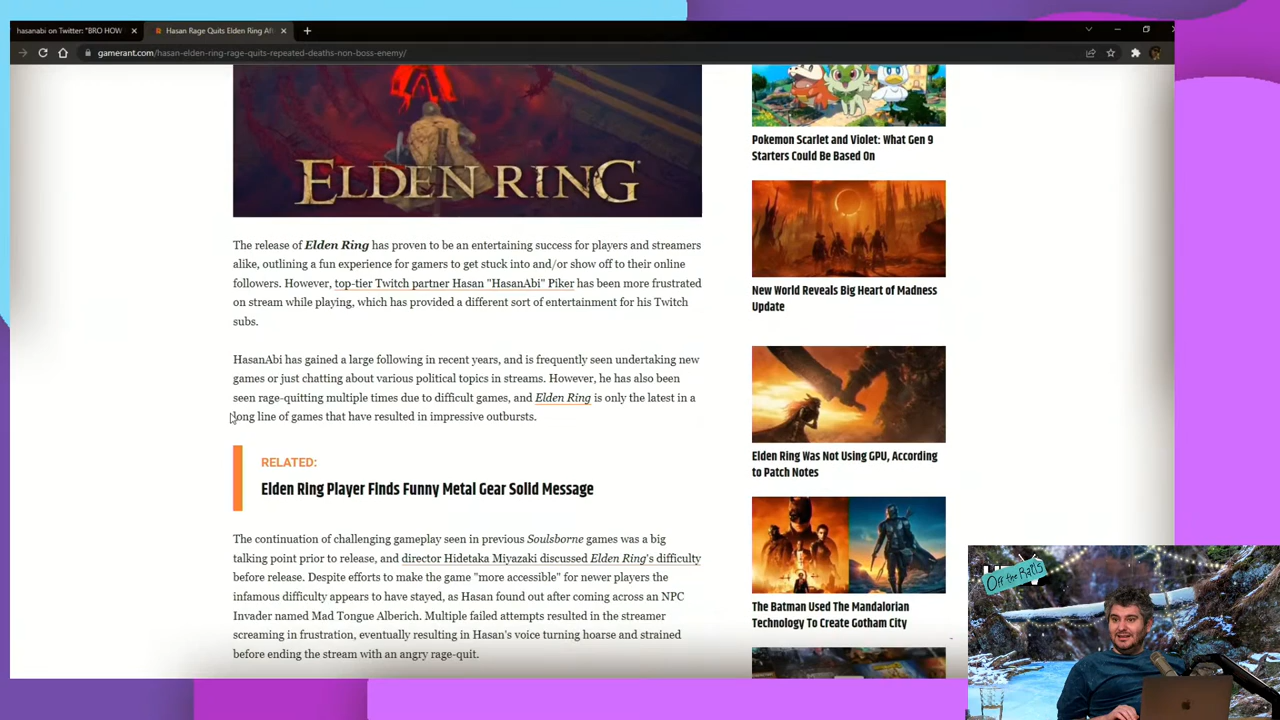 hasanabi on Twitter: "BRO HOW
Hasan Rage Quits Elden Ring Af
gamerant.com/hasan-elden-ring-rage-quits-repeated-deaths-non-boss-enemy/
ELDEN RING
The release of Elden Ring has proven to be an entertaining success for players and streamers
alike, outlining a fun experience for gamers to get stuck into and/or show off to their online
followers. However, top-tier Twitch partner Hasan "HasanAbi" Piker has been more frustrated
on stream while playing, which has provided a different sort of entertainment for his Twitch
subs.
HasanAbi has gained a large following in recent years, and is frequently seen undertaking new
games or just chatting about various political topics in streams. However, he has also been
seen rage-quitting multiple times due to difficult games, and Elden Ring is only the latest in a
long line of games that have resulted in impressive outbursts.
RELATED:
Elden Ring Player Finds Funny Metal Gear Solid Message
The continuation of challenging gameplay seen in previous Soulsborne games was a big
talking point prior to release, and director Hidetaka Miyazaki discussed Elden Ring's difficulty
before release. Despite efforts to make the game "more accessible" for newer players the
infamous difficulty appears to have stayed, as Hasan found out after coming across an NPC
Invader named Mad Tongue Alberich. Multiple failed attempts resulted in the streamer
screaming in frustration, eventually resulting in Hasan's voice turning hoarse and strained
before ending the stream with an angry rage-quit.
Pokemon Scarlet and Violet: What Gen 9
Starters Could Be Based On
New World Reveals Big Heart of Madness
Update
Elden Ring Was Not Using GPU, According
to Patch Notes
The Batman Used The Mandalorian
Technology To Create Gotham City
Off the Rails